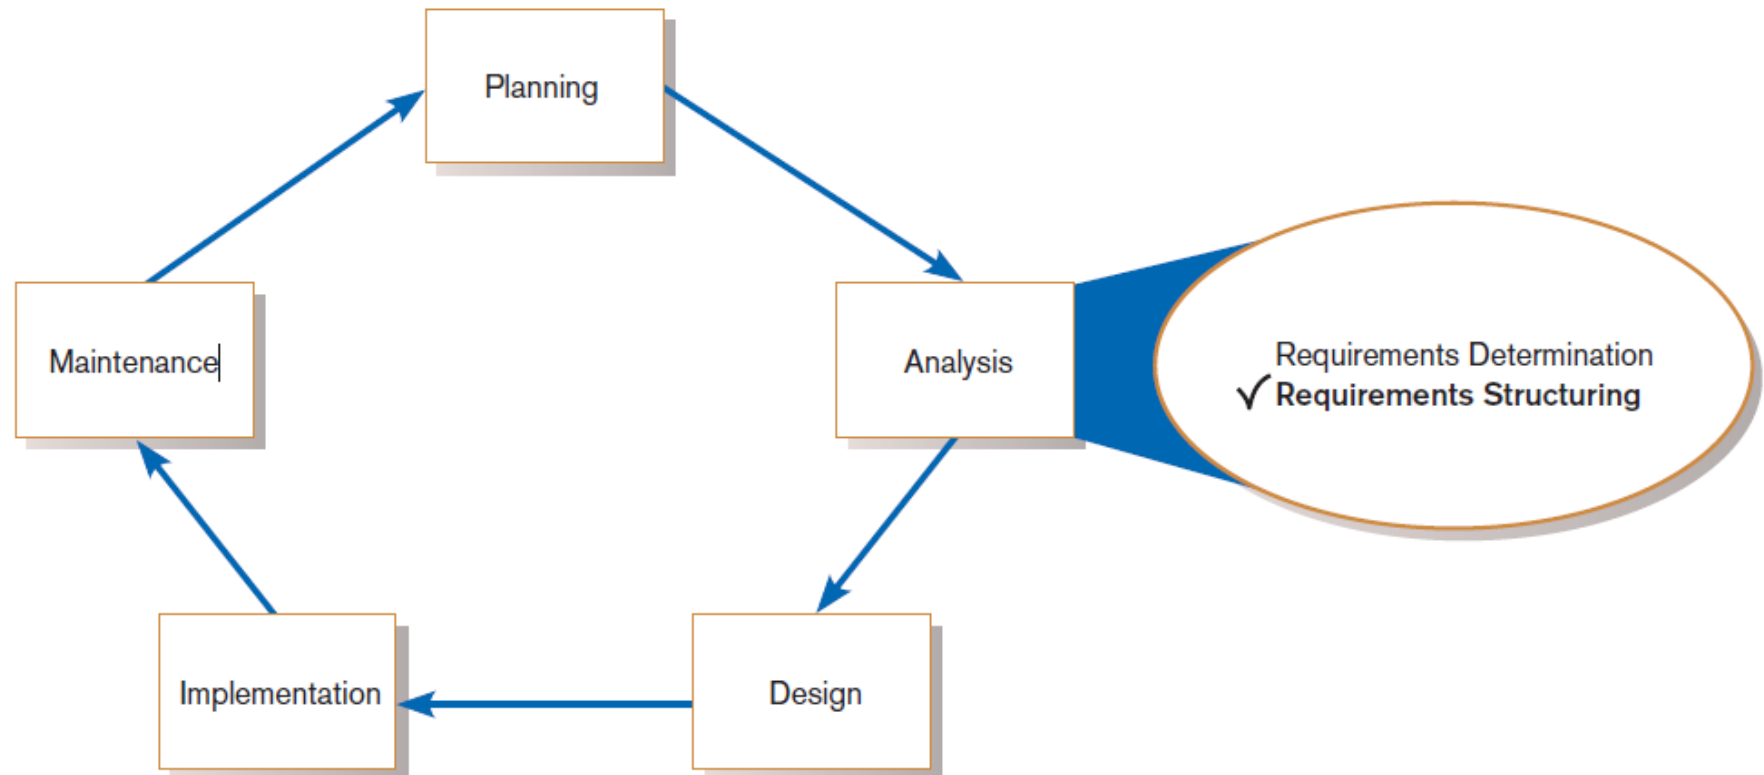 Planning
Maintenance
Analysis
Requirements Determination
✓Requirements Structuring
Implementation
Design